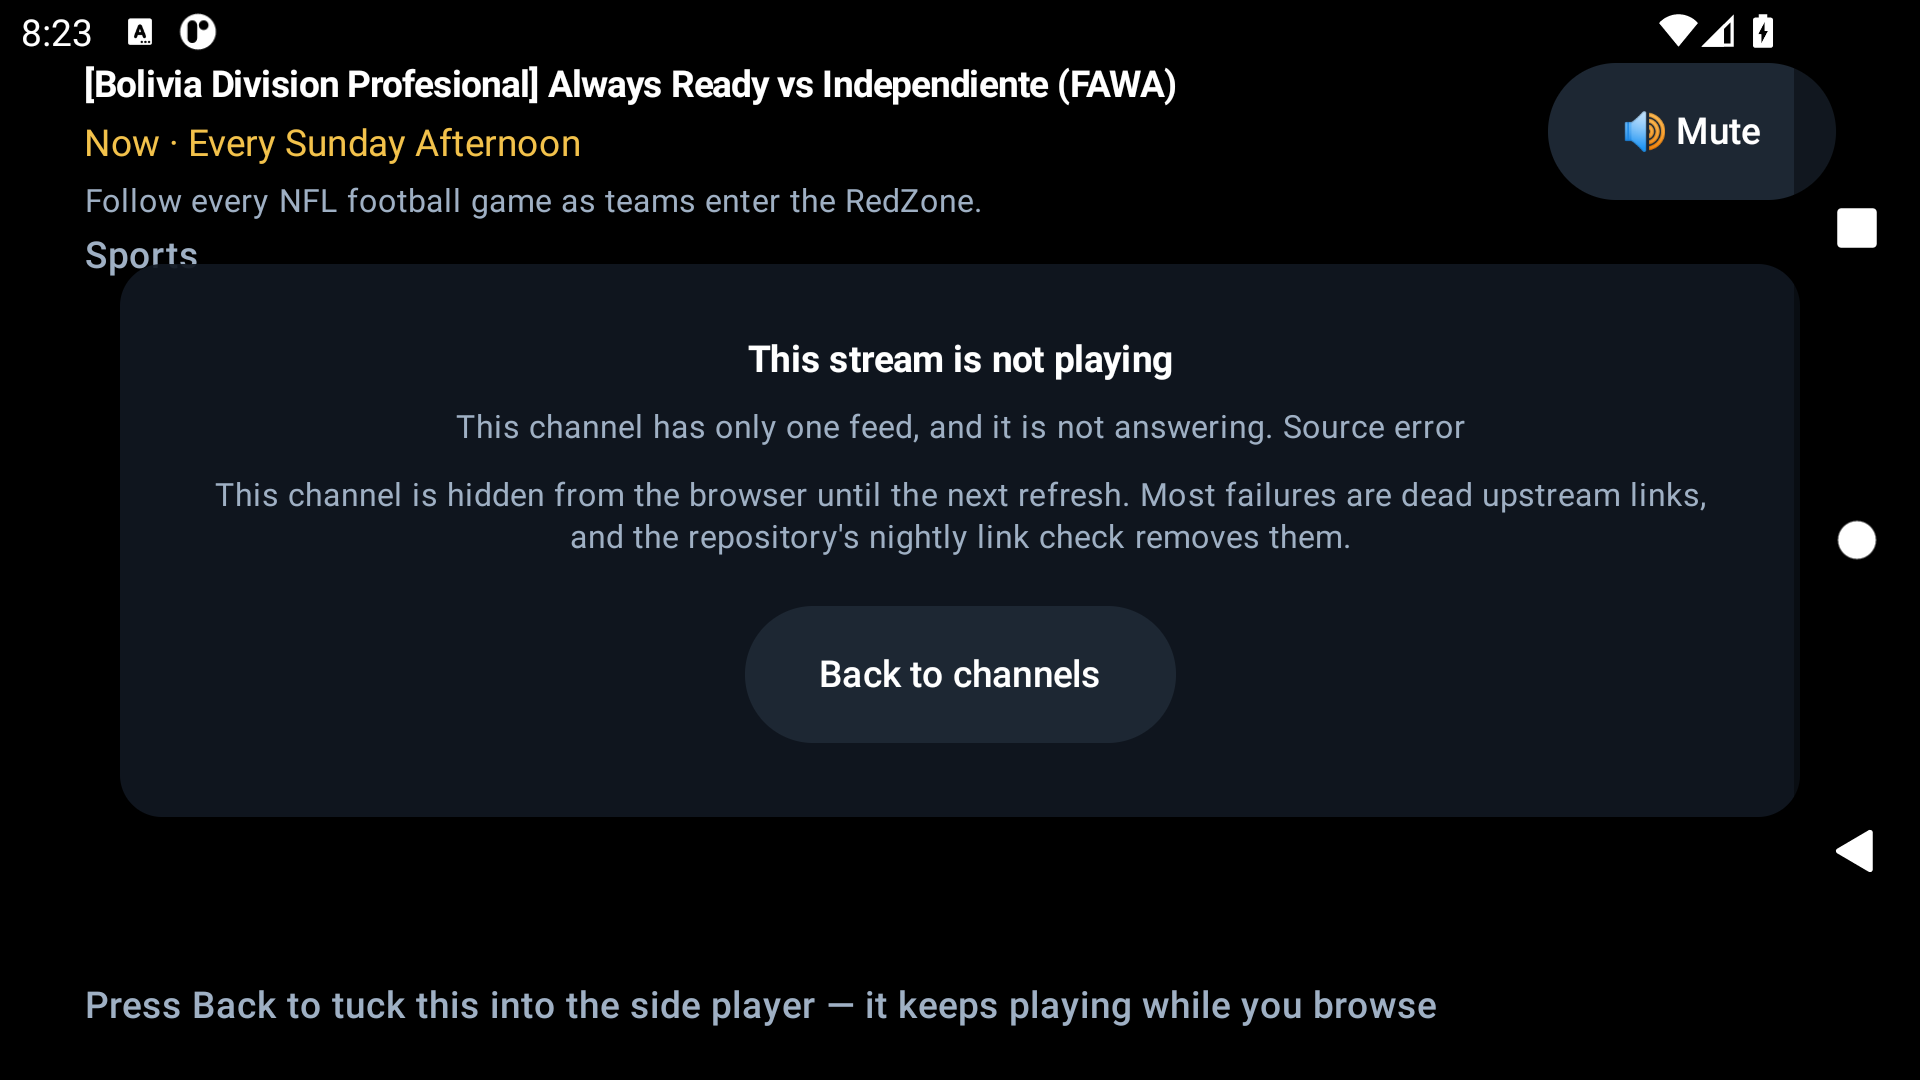 8:23
[Bolivia Division Profesional] Always Ready vs Independiente (FAWA)
Now · Every Sunday Afternoon
Follow every NFL football game as teams enter the RedZone.
Sports
Mute
This stream is not playing
This channel has only one feed, and it is not answering. Source error
This channel is hidden from the browser until the next refresh. Most failures are dead upstream links,
and the repository's nightly link check removes them.
Back to channels
Press Back to tuck this into the side player — it keeps playing while you browse